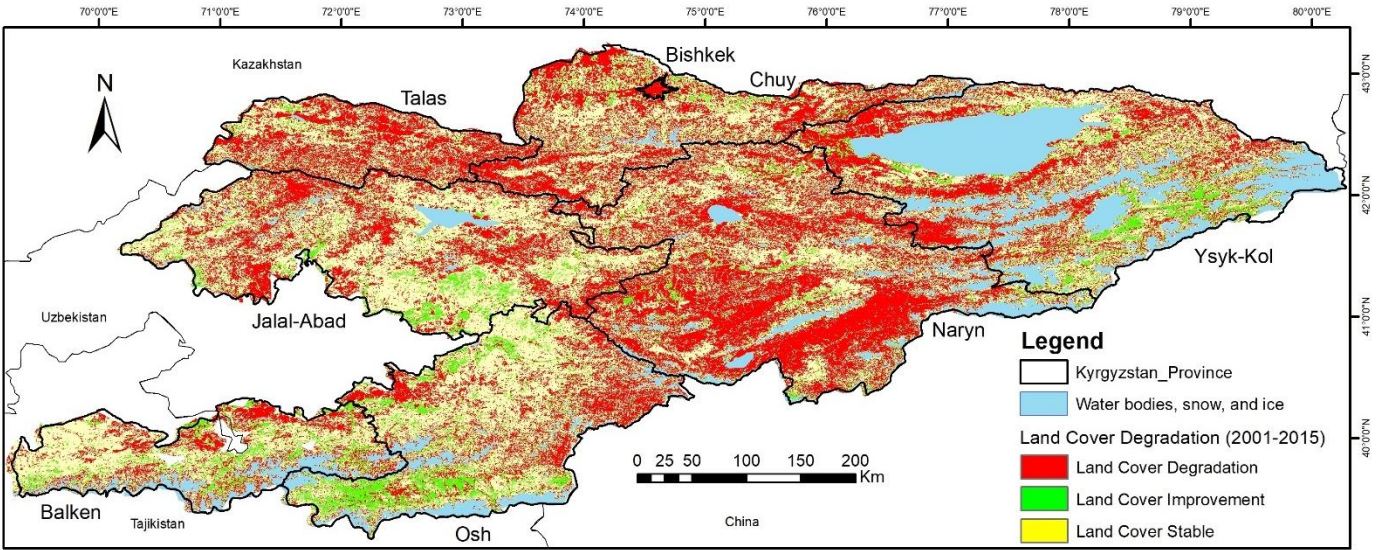 70°0'0"E 71°0'0"E 72°0'0"E 73°0'0"E 74°0'0"E 75°0'0"E 76°0'0"E 77°0'0"E 78°0'0"E 79°0'0"E 80°0'0"E
N
Kazakhstan
Bishkek
Chuy
Talas
43°0'0"N
42°0'0"N
41°0'0"N
40°0'0"N
Ysyk-Kol
Uzbekistan
Jalal-Abad
Naryn
Legend
Kyrgyzstan_Province
Water bodies, snow, and ice
Land Cover Degradation (2001-2015)
Land Cover Degradation
Land Cover Improvement
Land Cover Stable
0 25 50 100 150 200
Km
Balken
Tajikistan
Osh
China